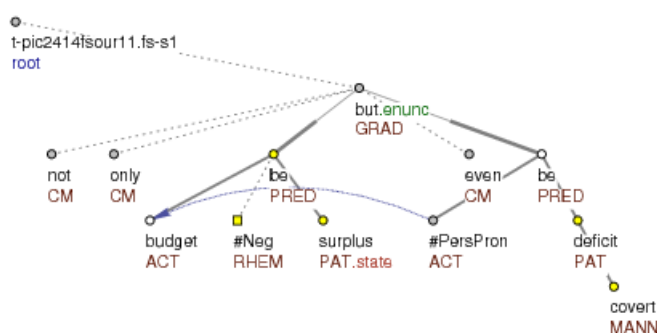 t-pic2414fsour11.fs-s1
root
but.enunc
GRAD
not only be even be
CM CM PRED CM PRED
budget #Neg surplus #PersPron deficit
ACT RHEM PAT.state ACT PAT
covert
MANN